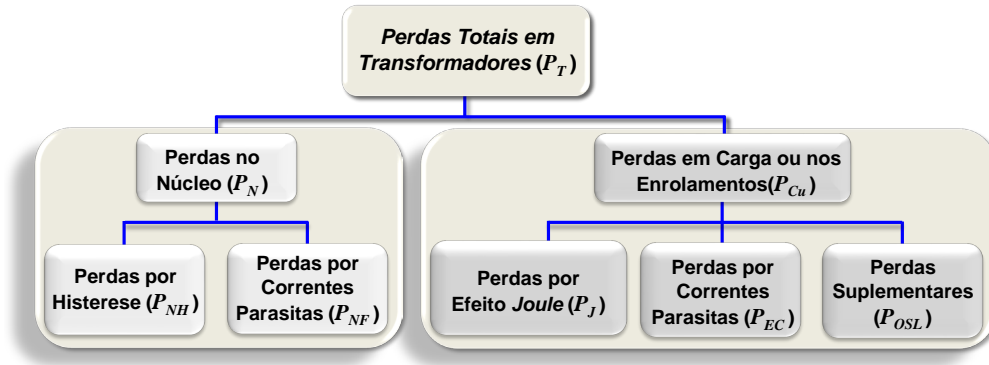 Perdas Totais em
Transformadores (P_T)
Perdas no
Núcleo (P_N)
Perdas em Carga ou nos
Enrolamentos(P_Cu)
Perdas por
Histerese (P_NH)
Perdas por
Correntes
Parasitas (P_NF)
Perdas por
Efeito Joule (P_J)
Perdas por
Correntes
Parasitas (P_EC)
Perdas
Suplementares
(P_OSL)